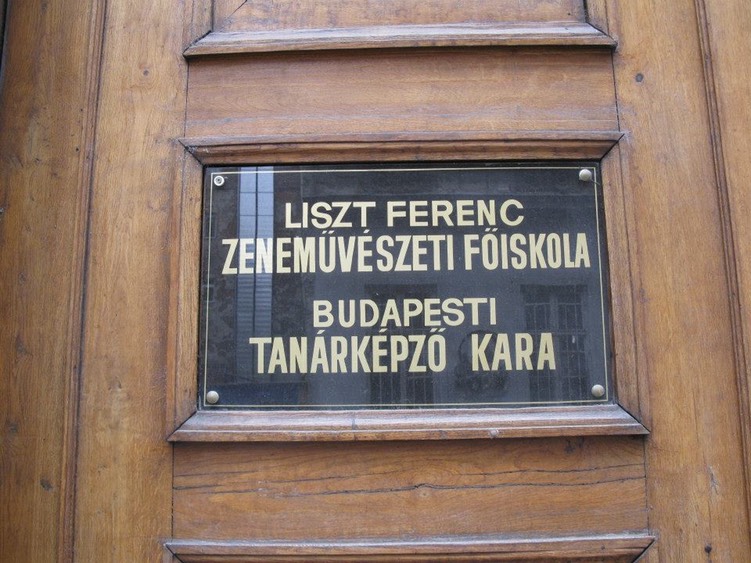 LISZT FERENC
ZENEMŰVÉSZETI FŐISKOLA
BUDAPESTI
TANÁRKÉPZŐ KARA